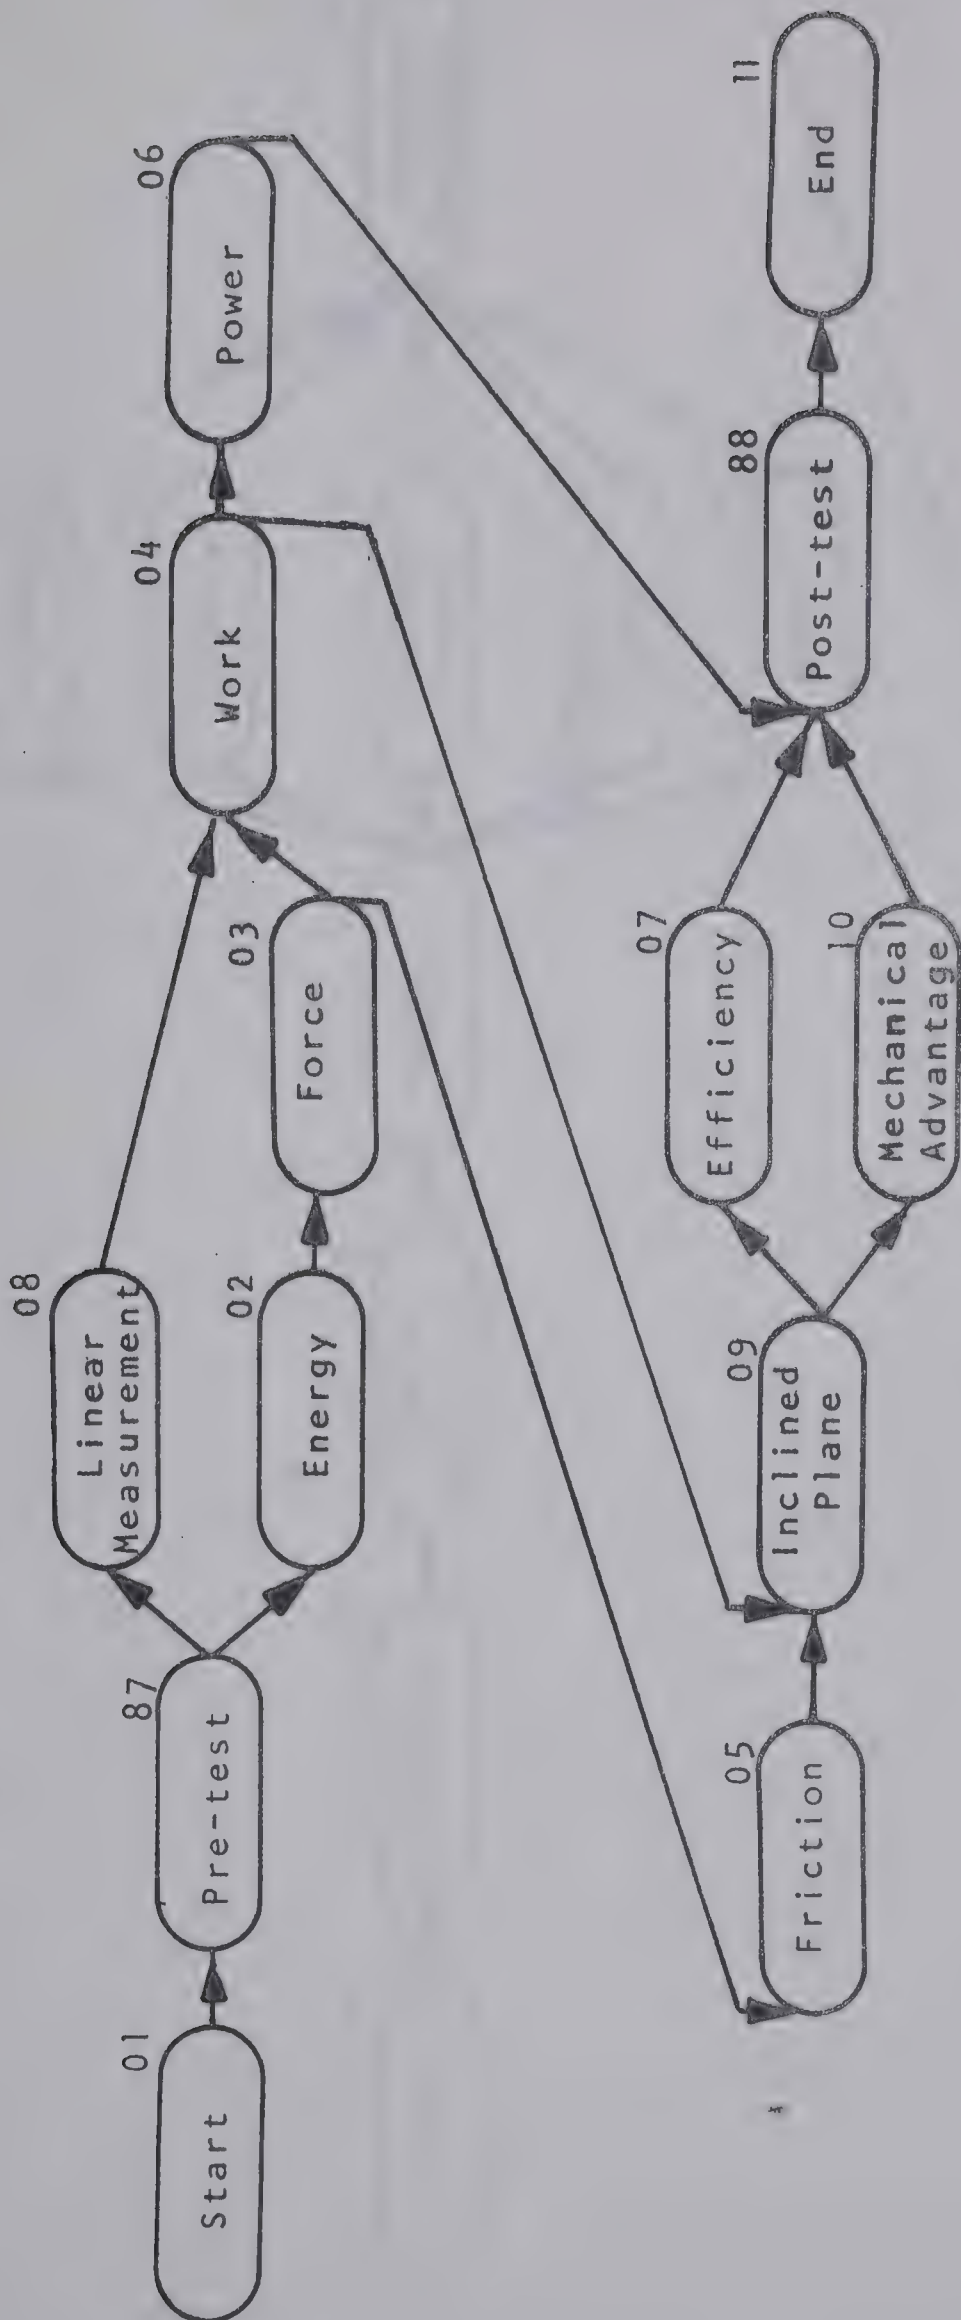 01
Start
87
Pre-test
08
Linear
Measurement
02
Energy
03
Force
04
Work
06
Power
05
Friction
09
Inclined
Plane
07
Efficiency
10
Mechanical
Advantage
88
Post-test
11
End